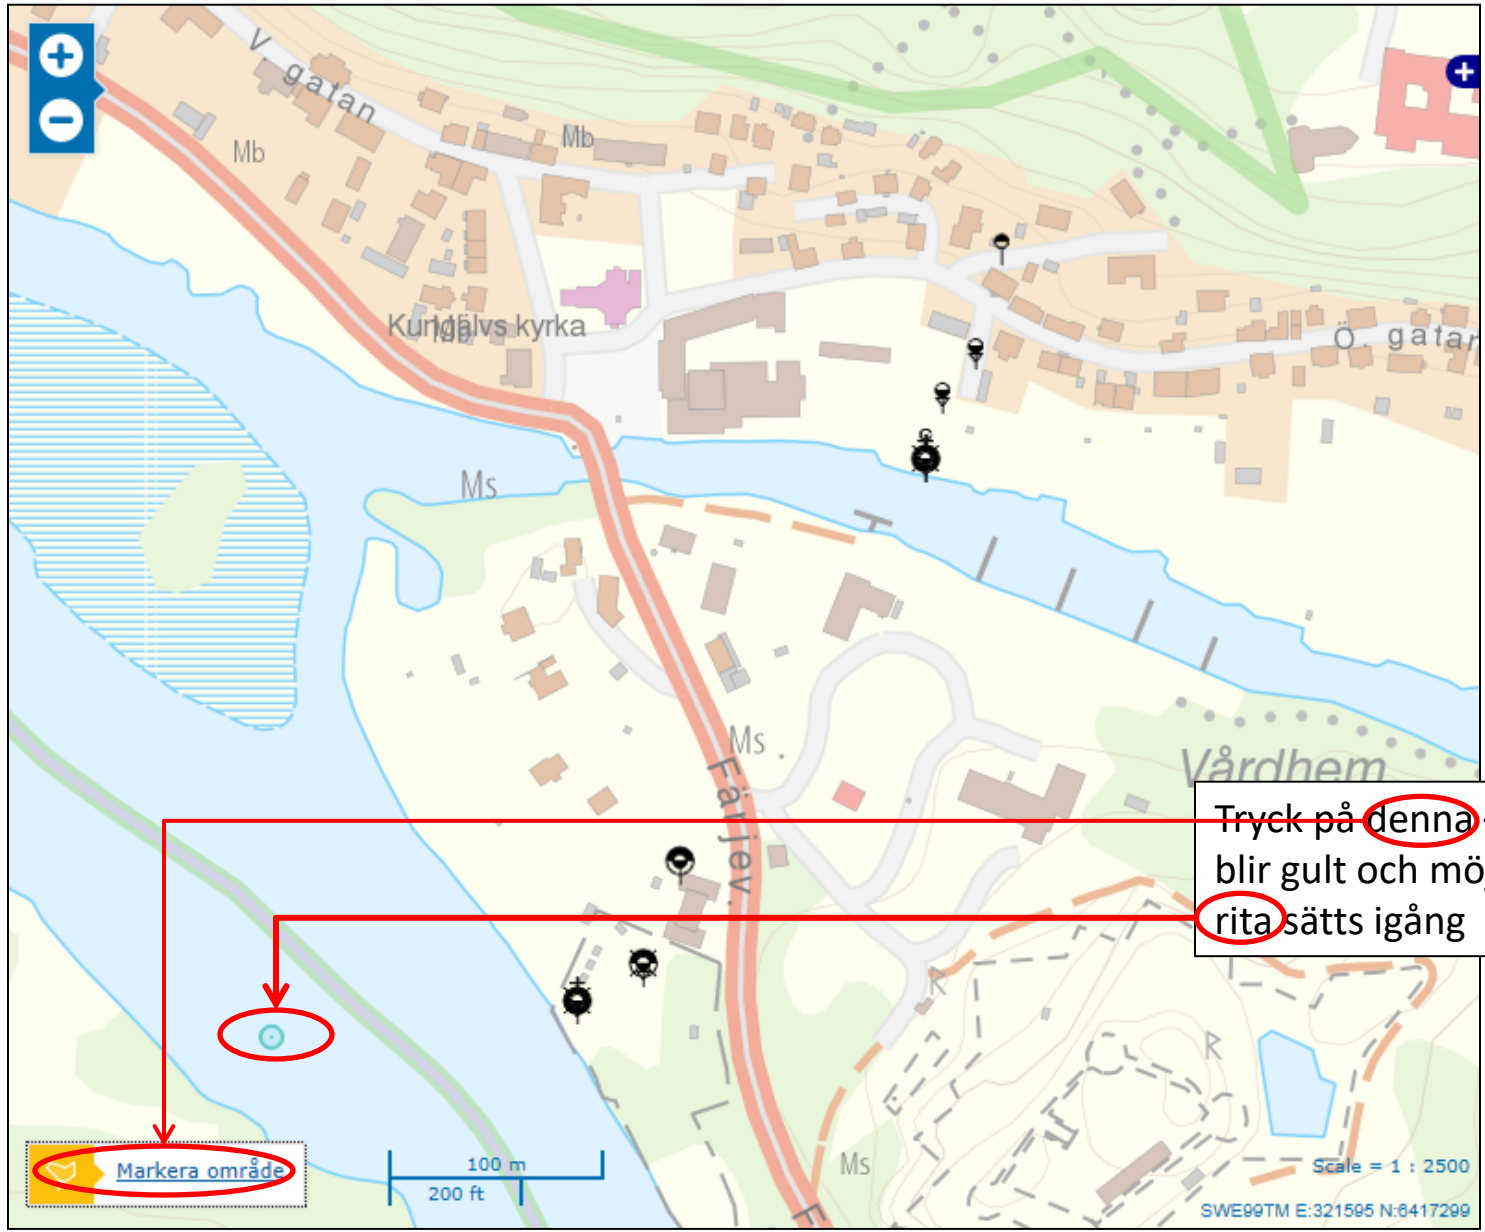 V. gatan
Mb
Mb
Kungälvs kyrka
Ö. gatan
G
Ms
Ms
Färjev.
Vårdhem
Tryck på denna
blir gult och
rita sätts igång
R
R
Ms
F
Markera område
100 m
200 ft
Scale = 1 : 2500
SWE99TM E:321595 N:6417299